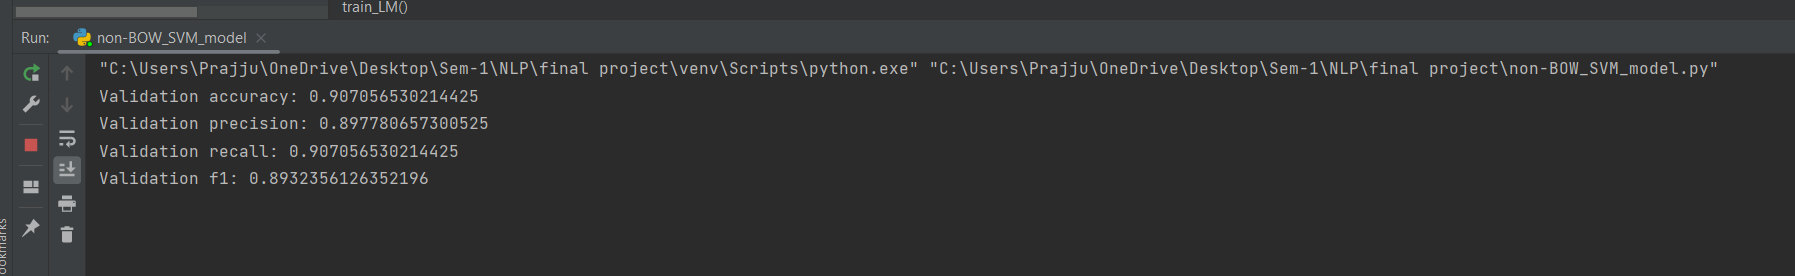 train_LM()
Run: non-BOW_SVM_model
"C:\Users\Prajju\OneDrive\Desktop\Sem-1\NLP\final project\venv\Scripts\python.exe" "C:\Users\Prajju\OneDrive\Desktop\Sem-1\NLP\final project\non-BOW_SVM_model.py"
Validation accuracy: 0.907056530214425
Validation precision: 0.897780657300525
Validation recall: 0.907056530214425
Validation f1: 0.8932356126352196